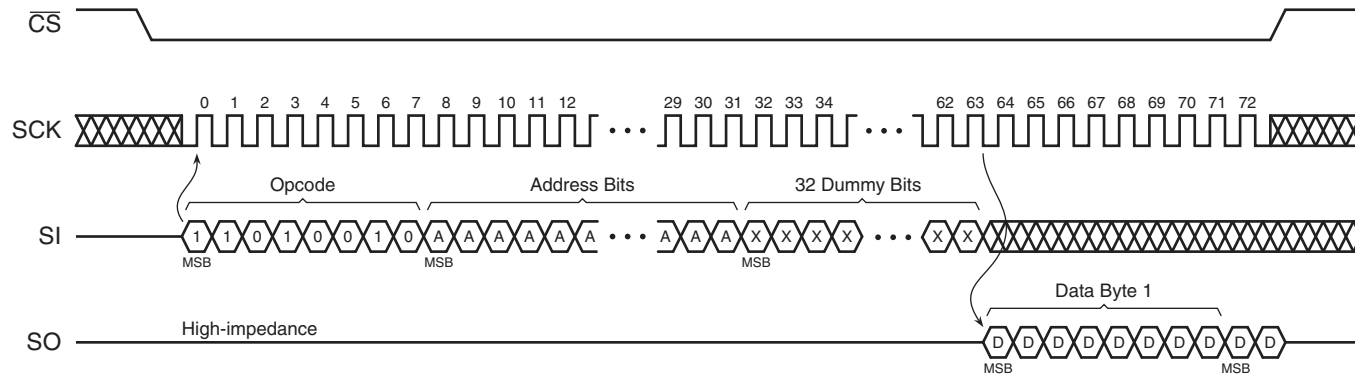 CS
0 1 2 3 4 5 6 7 8 9 10 11 12 29 30 31 32 33 34 62 63 64 65 66 67 68 69 70 71 72
SCK
Opcode Address Bits 32 Dummy Bits
SI 1 1 0 1 0 0 1 0 A A A A A A A A A X X X X X X
MSB MSB MSB
Data Byte 1
High-impedance
SO D D D D D D D D D D
MSB MSB